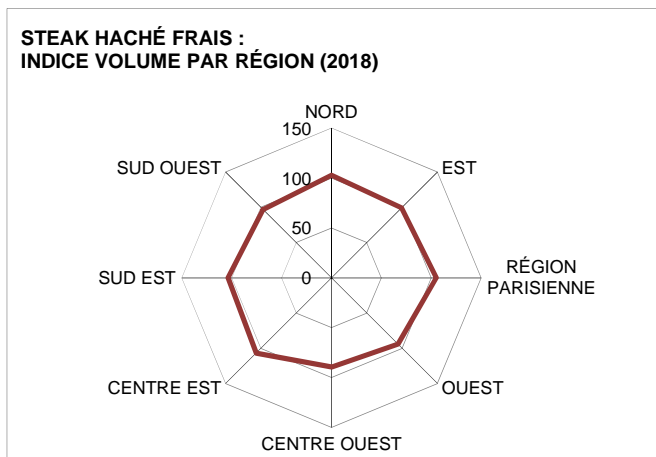 STEAK HACHÉ FRAIS :
INDICE VOLUME PAR RÉGION (2018)
NORD
150
SUD OUEST
EST
100
50
SUD EST
0
RÉGION
PARISIENNE
CENTRE EST
OUEST
CENTRE OUEST